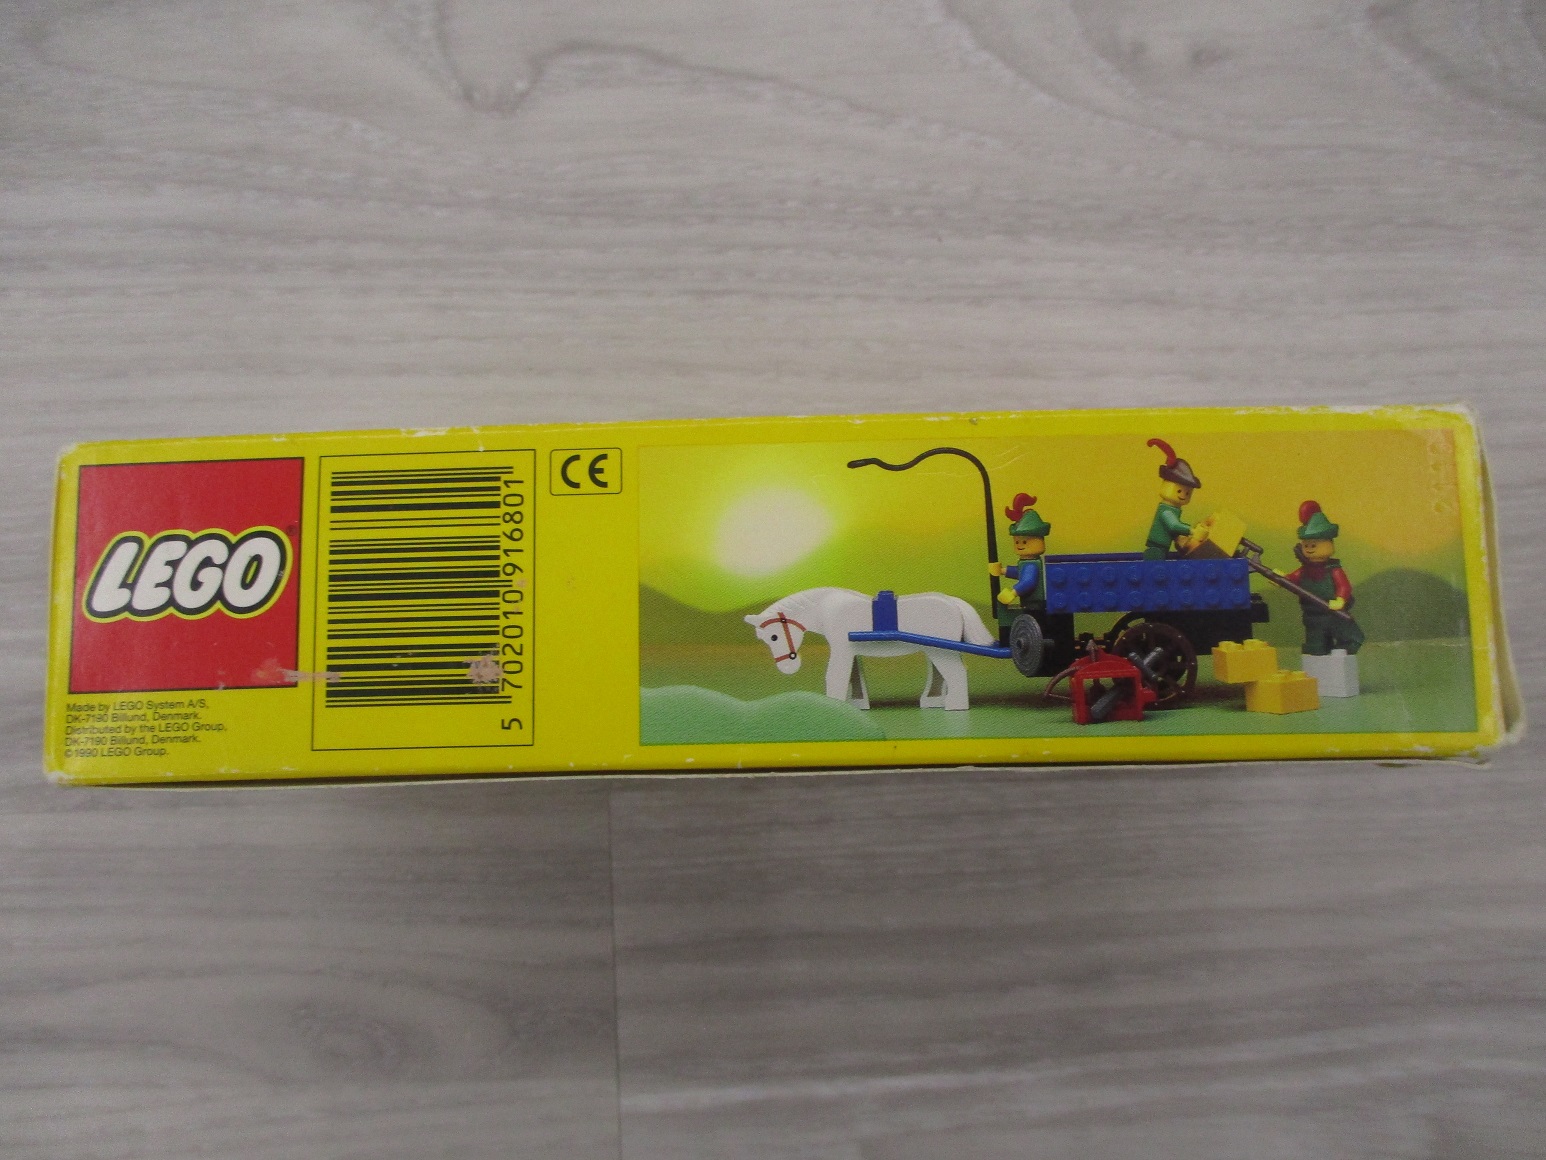 LEGO
Made by LEGO System A/S,
DK-7190 Billund, Denmark.
Distributed by the LEGO Group,
DK-7190 Billund, Denmark.
©1990 LEGO Group.
5 702010 916801
CE